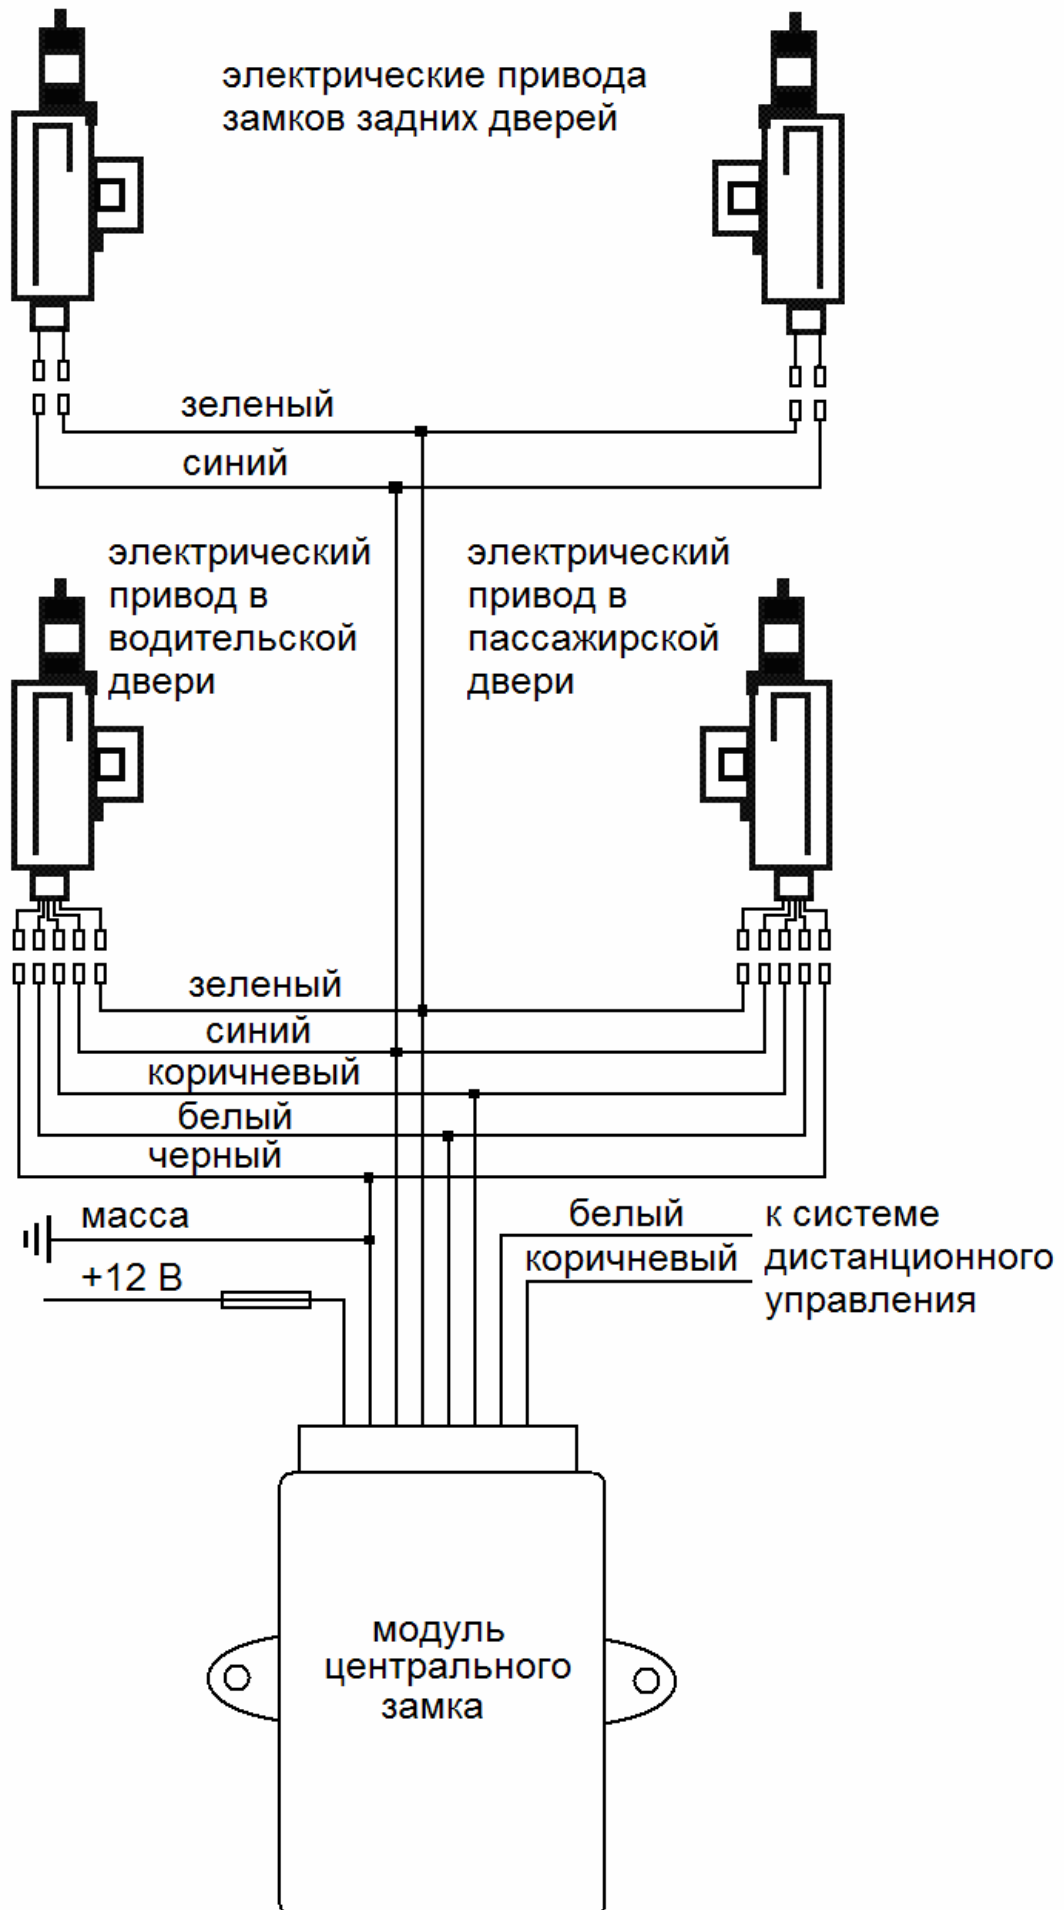 электрические привода
замков задних дверей
зеленый
синий
электрический
привод в
водительской
двери
электрический
привод в
пассажирской
двери
зеленый
синий
коричневый
белый
черный
масса
+12 В
белый
коричневый
к системе
дистанционного
управления
модуль
центрального
замка